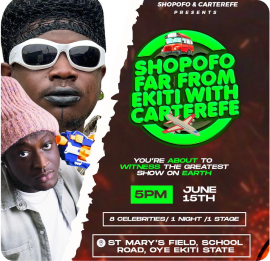 SHOPOFO & CARTEREFE
PRESENTS
SHOPOFO
FAR FROM
EKITI WITH
CARTEREFE
YOU'RE ABOUT TO
WITNESS THE GREATEST
SHOW ON EARTH
5PM
JUNE
15TH
6 CELEBRITIES/ 1 NIGHT /1 STAGE
ST MARY'S FIELD, SCHOOL
ROAD, OYE EKITI STATE